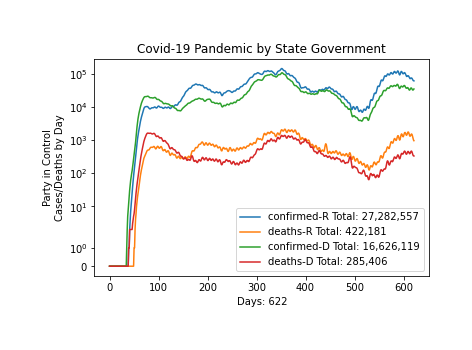 Covid-19 Pandemic by State Government
Party in Control
Cases/Deaths by Day
10^5
10^4
10^3
10^2
10^1
10^0
0
confirmed-R Total: 27,282,557
deaths-R Total: 422,181
confirmed-D Total: 16,626,119
deaths-D Total: 285,406
0 100 200 300 400 500 600
Days: 622